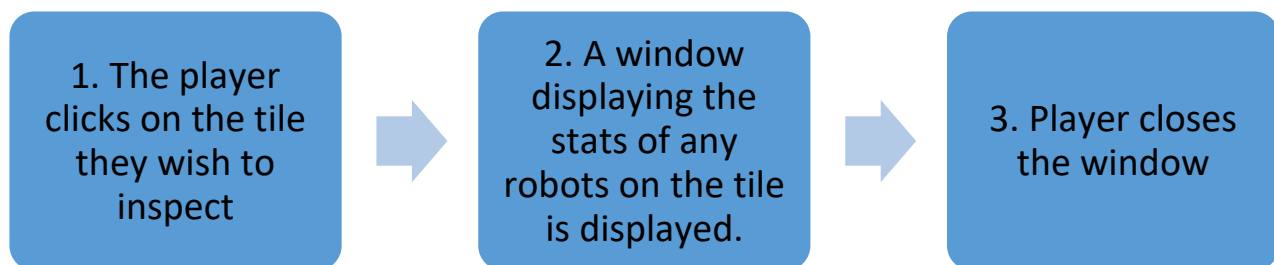 1. The player
clicks on the tile
they wish to
inspect
2. A window
displaying the
stats of any
robots on the tile
is displayed.
3. Player closes
the window